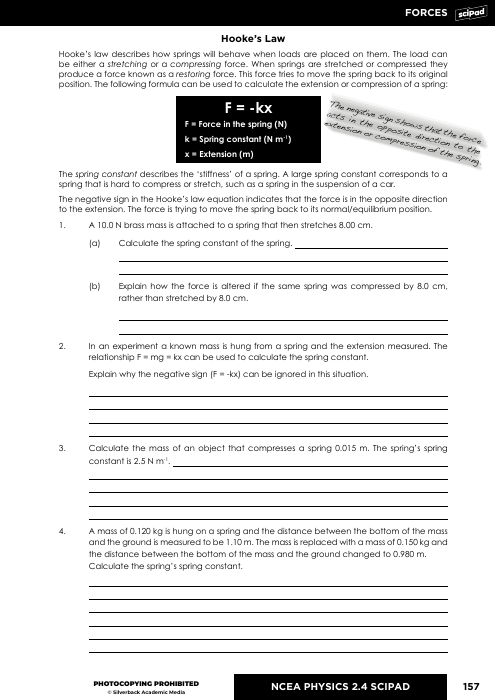 FORCES scipad
Hooke's Law
Hooke's law describes how springs will behave when loads are placed on them. The load can
be either a stretching or a compressing force. When springs are stretched or compressed they
produce a force known as a restoring force. This force tries to move the spring back to its original
position. The following formula can be used to calculate the extension or compression of a spring:
F = -kx
F = Force in the spring (N)
k = Spring constant (N m⁻¹)
x = Extension (m)
The negative sign shows that the force
acts in the opposite direction to the
extension or compression of the spring.
The spring constant describes the 'stiffness' of a spring. A large spring constant corresponds to a
spring that is hard to compress or stretch, such as a spring in the suspension of a car.
The negative sign in the Hooke's law equation indicates that the force is in the opposite direction
to the extension. The force is trying to move the spring back to its normal/equilibrium position.
1. A 10.0 N brass mass is attached to a spring that then stretches 8.00 cm.
(a) Calculate the spring constant of the spring.
(b) Explain how the force is altered if the same spring was compressed by 8.0 cm,
rather than stretched by 8.0 cm.
2. In an experiment a known mass is hung from a spring and the extension measured. The
relationship F = mg = kx can be used to calculate the spring constant.
Explain why the negative sign (F = -kx) can be ignored in this situation.
3. Calculate the mass of an object that compresses a spring 0.015 m. The spring's spring
constant is 2.5 N m⁻¹.
4. A mass of 0.120 kg is hung on a spring and the distance between the bottom of the mass
and the ground is measured to be 1.10 m. The mass is replaced with a mass of 0.150 kg and
the distance between the bottom of the mass and the ground changed to 0.980 m.
Calculate the spring's spring constant.
PHOTOCOPYING PROHIBITED
© Silverback Academic Media
NCEA PHYSICS 2.4 SCIPAD 157